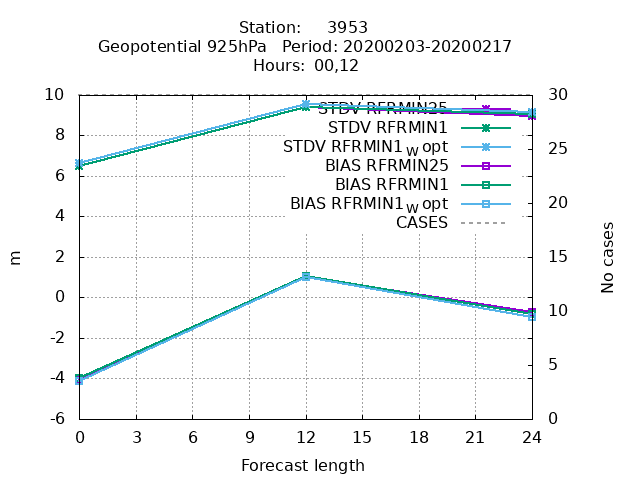 Station: 3953
Geopotential 925hPa Period: 20200203-20200217
Hours: 00,12
10
8
6
4
2
0
-2
-4
-6
m
30
25
20
15
10
5
0
No cases
STDV RFRMIN25
STDV RFRMIN1
STDV RFRMIN1w opt
BIAS RFRMIN25
BIAS RFRMIN1
BIAS RFRMIN1w opt
CASES
0 3 6 9 12 15 18 21 24
Forecast length